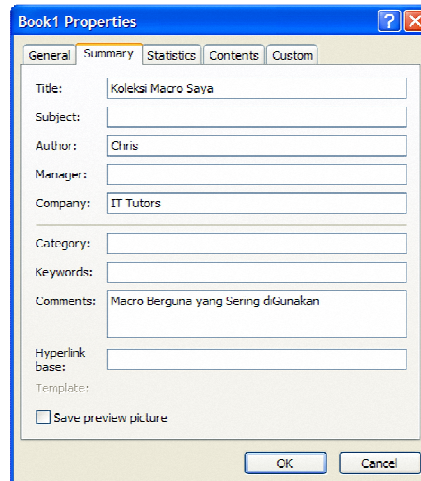 Book1 Properties
General Summary Statistics Contents Custom
Title: Koleksi Macro Saya
Subject:
Author: Chris
Manager:
Company: IT Tutors
Category:
Keywords:
Comments: Macro Berguna yang Sering diGunakan
Hyperlink
base:
Template:
Save preview picture
OK Cancel